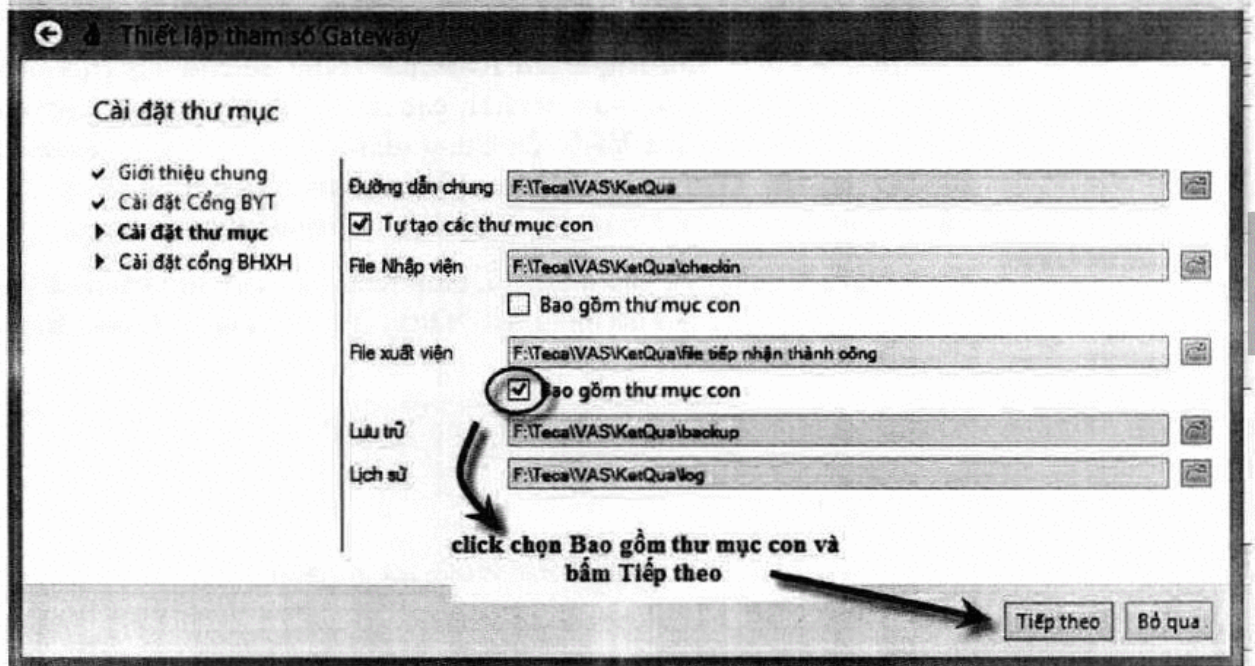 Thiết lập tham số Gateway
Cài đặt thư mục
Giới thiệu chung
Cài đặt Cổng BYT
Cài đặt thư mục
Cài đặt cổng BHXH
Đường dẫn chung F:\Teca\VAS\KetQua
Tự tạo các thư mục con
File Nhập viện F:\Teca\VAS\KetQua\checkin
Bao gồm thư mục con
File xuất viện F:\Teca\VAS\KetQua\file tiếp nhận thành công
Bao gồm thư mục con
Lưu trữ F:\Teca\VAS\KetQua\backup
Lịch sử F:\Teca\VAS\KetQua\log
click chọn Bao gồm thư mục con và
bấm Tiếp theo
Tiếp theo Bỏ qua